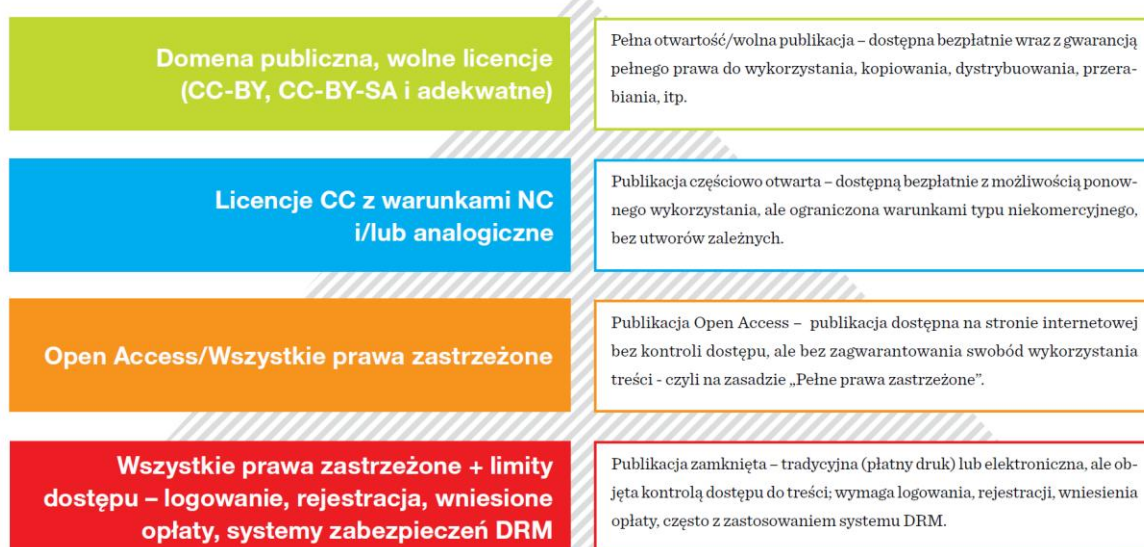 Domena publiczna, wolne licencje
(CC-BY, CC-BY-SA i adekwatne)
Pełna otwartość/wolna publikacja – dostępna bezpłatnie wraz z gwarancją
pełnego prawa do wykorzystania, kopiowania, dystrybuowania, przera-
biania, itp.
Licencje CC z warunkami NC
i/lub analogiczne
Publikacja częściowo otwarta – dostępną bezpłatnie z możliwością ponow-
nego wykorzystania, ale ograniczona warunkami typu niekomercyjnego,
bez utworów zależnych.
Open Access/Wszystkie prawa zastrzeżone
Publikacja Open Access – publikacja dostępna na stronie internetowej
bez kontroli dostępu, ale bez zagwarantowania swobód wykorzystania
treści - czyli na zasadzie „Pełne prawa zastrzeżone”.
Wszystkie prawa zastrzeżone + limity
dostępu – logowanie, rejestracja, wniesione
opłaty, systemy zabezpieczeń DRM
Publikacja zamknięta – tradycyjna (płatny druk) lub elektroniczna, ale ob-
jęta kontrolą dostępu do treści; wymaga logowania, rejestracji, wniesienia
opłaty, często z zastosowaniem systemu DRM.